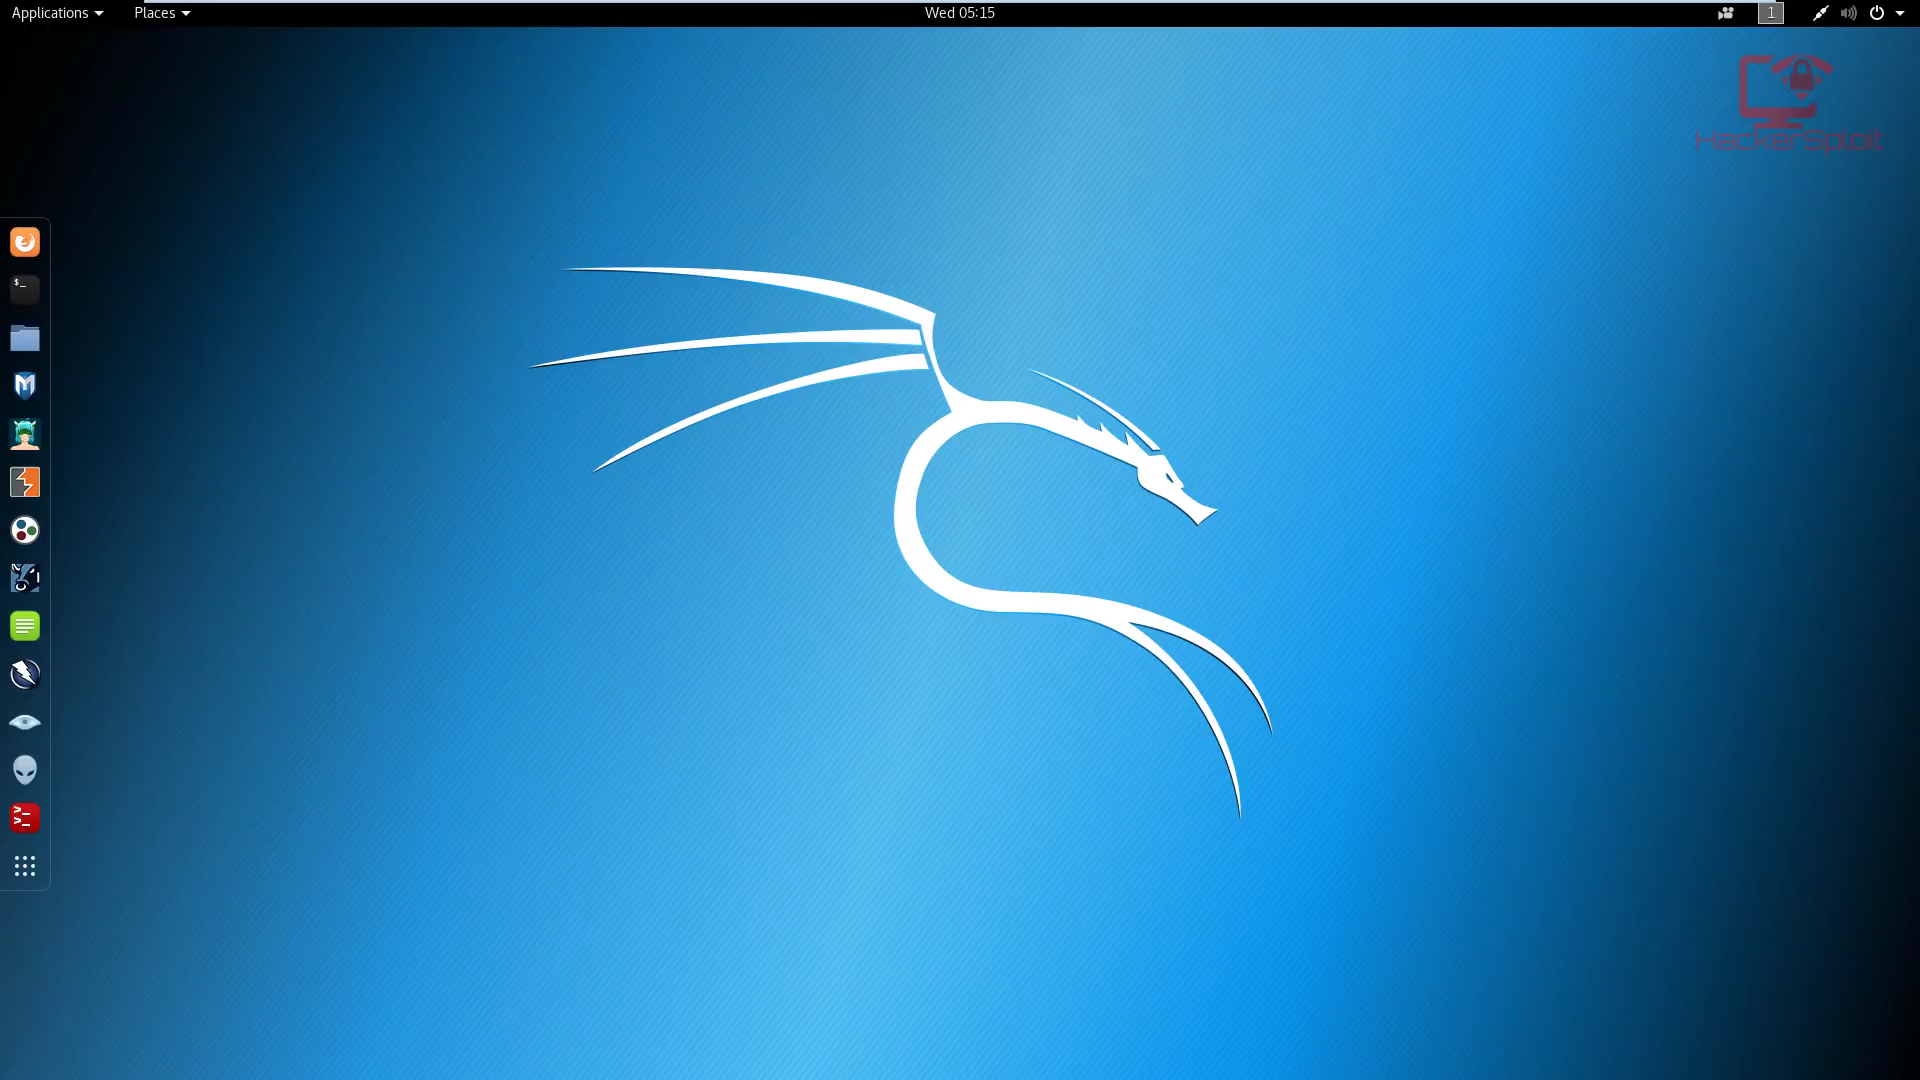 Applications Places Wed 05:15 1
HackerSploit
$_
M
>_
>_